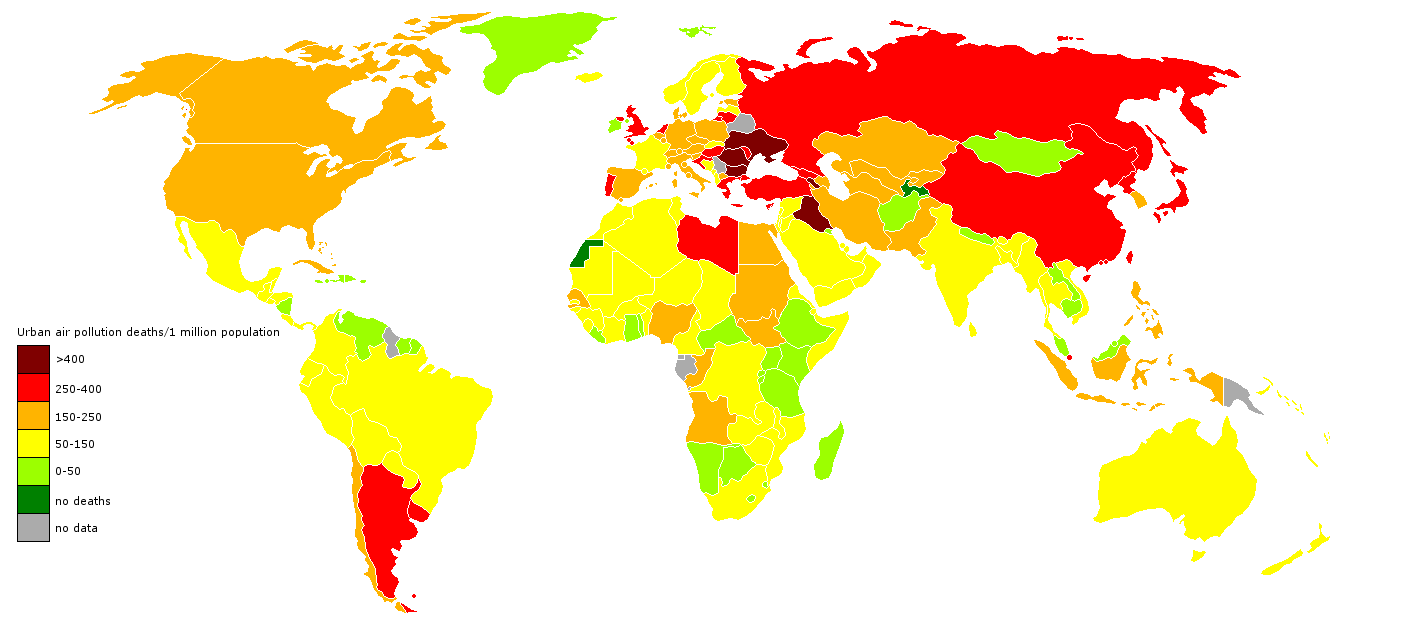 Urban air pollution deaths/1 million population
>400
250-400
150-250
50-150
0-50
no deaths
no data